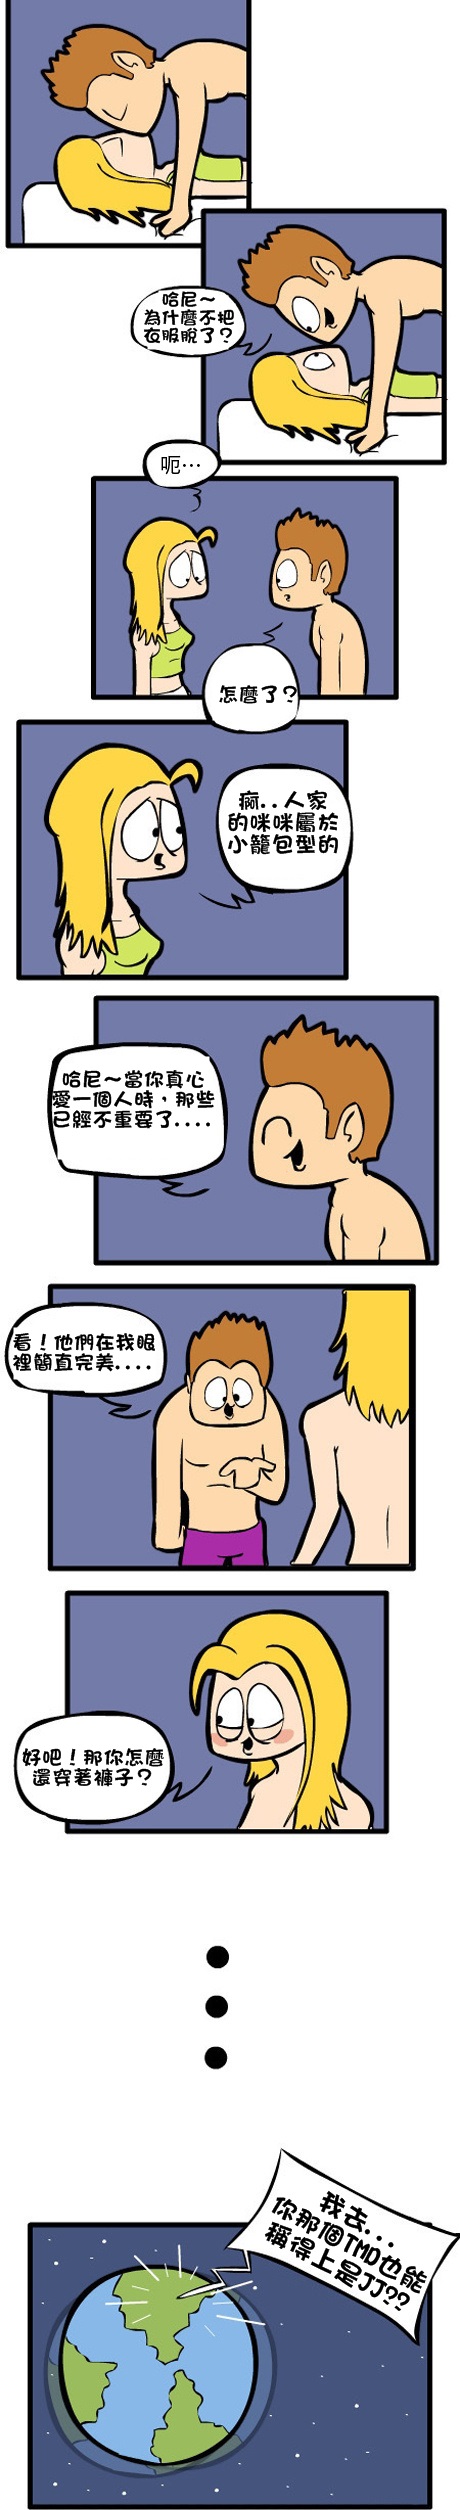 哈尼～
為什麼不把
衣服脫了？
呃…
怎麼了？
痾..人家
的咪咪屬於
小籠包型的
哈尼～當你真心
愛一個人時，那些
已經不重要了....
看！他們在我眼
裡簡直完美....
好吧！那你怎麼
還穿著褲子？
我去...
你那個TMD也能
稱得上是JJ??